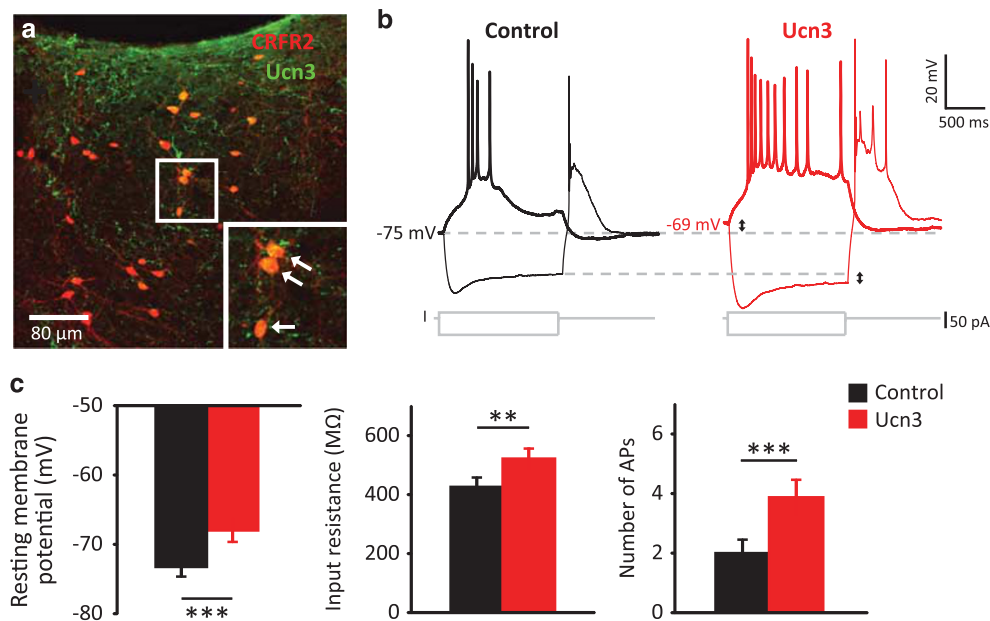 a
CRFR2
Ucn3
80 µm
b
Control
Ucn3
20 mV
500 ms
-75 mV
-69 mV
I
50 pA
c
Resting membrane
potential (mV)
-50
-60
-70
-80
***
Input resistance (MΩ)
600
400
200
0
**
Number of APs
6
4
2
0
***
Control
Ucn3